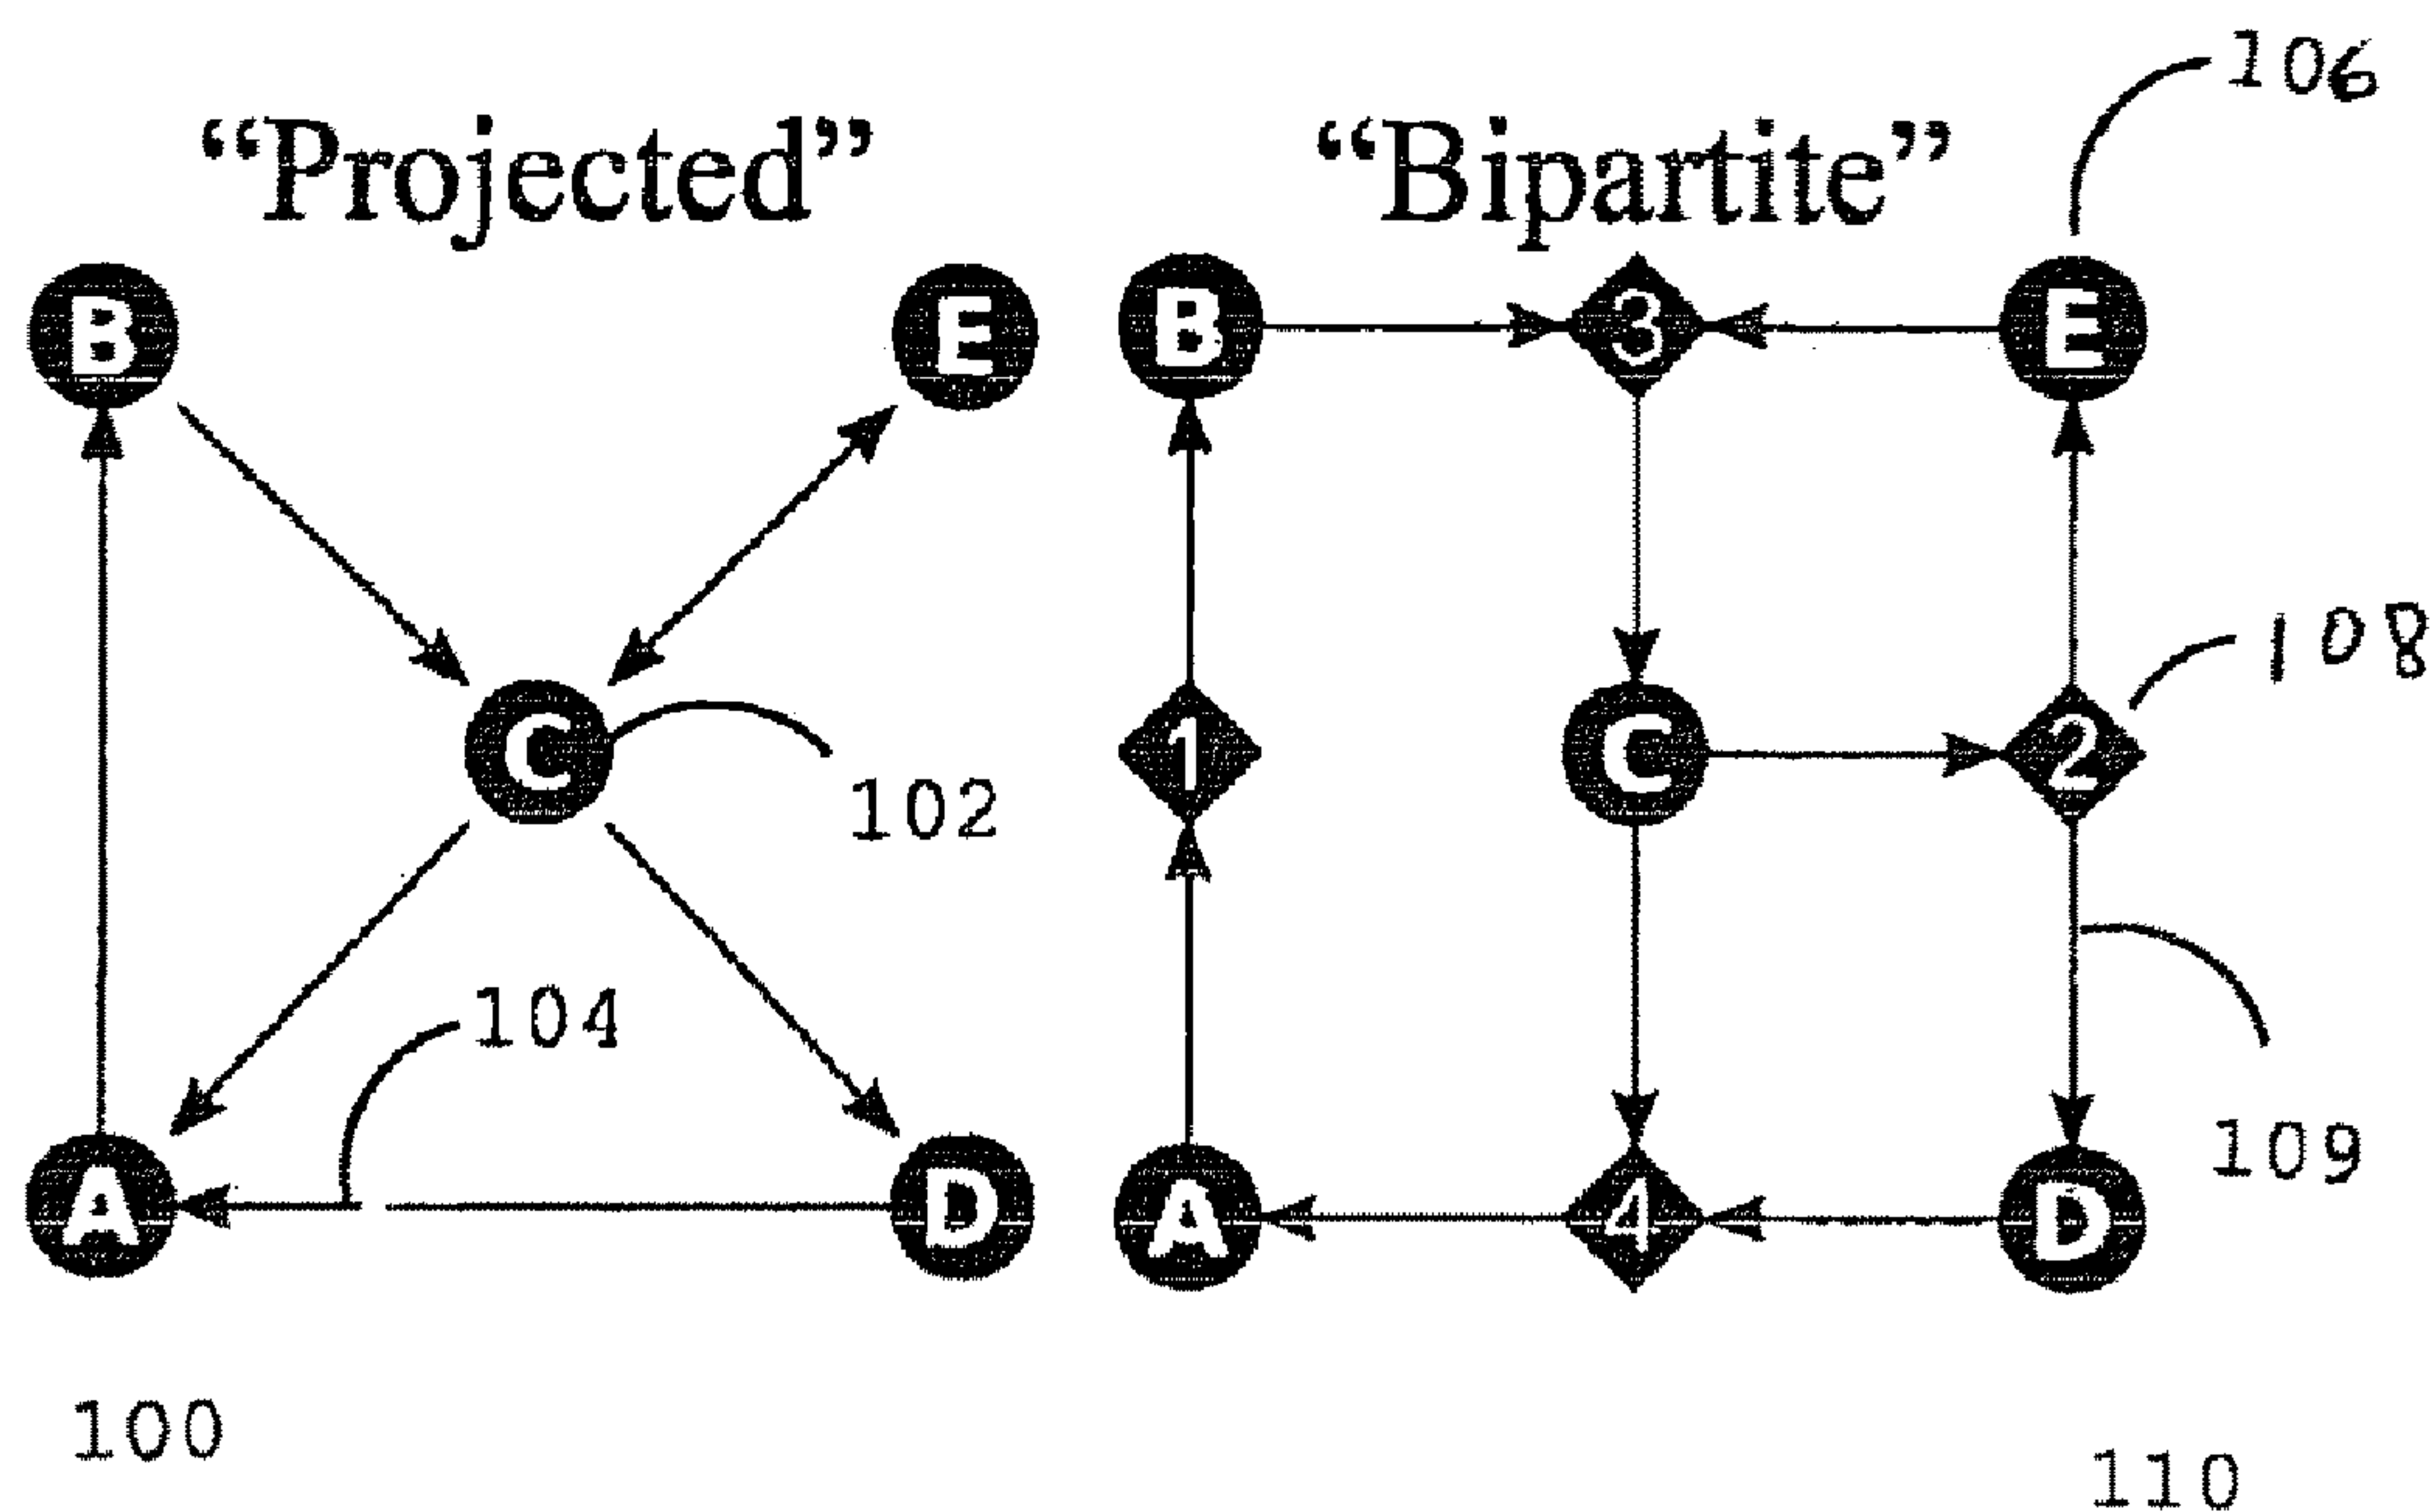 106
“Projected” “Bipartite”
B E B 3 E
108
C 102 C 2 1
104
109
A D A 4 D
100
110